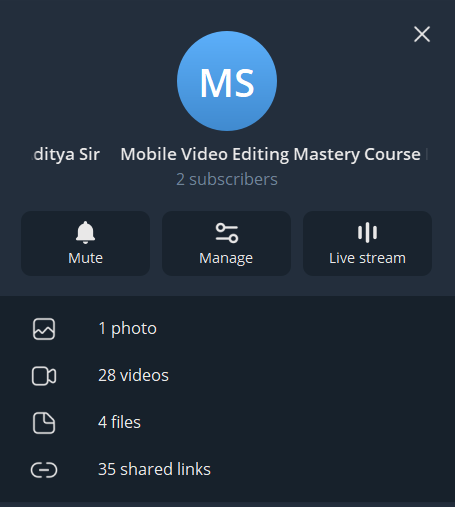 MS
ditya Sir Mobile Video Editing Mastery Course
2 subscribers
Mute Manage Live stream
1 photo
28 videos
4 files
35 shared links